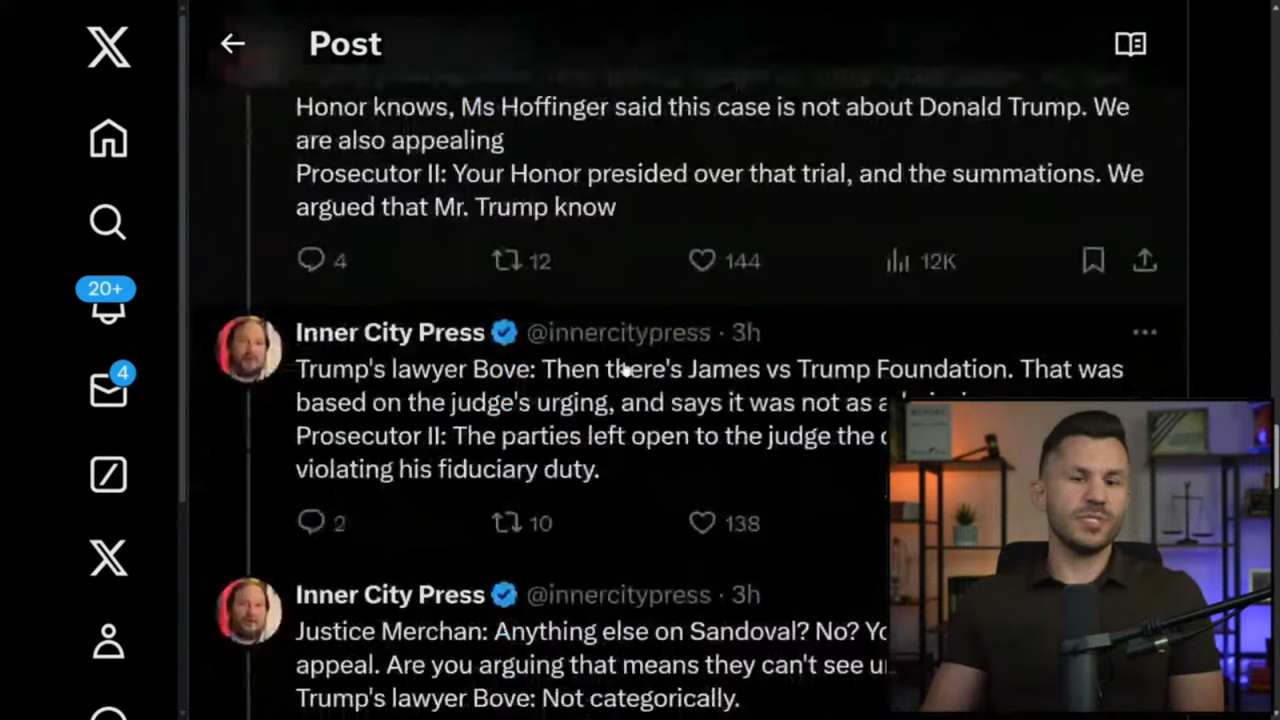 Post
Honor knows, Ms Hoffinger said this case is not about Donald Trump. We
are also appealing
Prosecutor II: Your Honor presided over that trial, and the summations. We
argued that Mr. Trump know
4 12 144 12K
20+
Inner City Press @innercitypress · 3h
Trump's lawyer Bove: Then there's James vs Trump Foundation. That was
based on the judge's urging, and says it was not as a
4
Prosecutor II: The parties left open to the judge the
violating his fiduciary duty.
2 10 138
Inner City Press @innercitypress · 3h
Justice Merchan: Anything else on Sandoval? No?
appeal. Are you arguing that means they can't see
Trump's lawyer Bove: Not categorically.